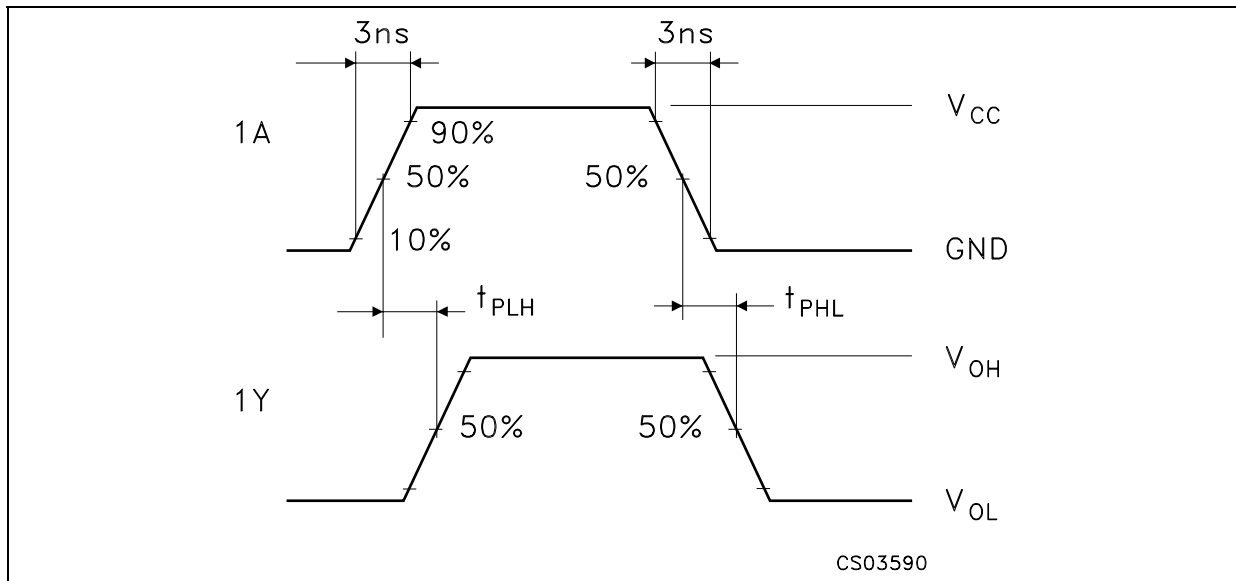 3ns 3ns
1A 90% V_CC
50% 50%
10% GND
t_PLH t_PHL
1Y V_OH
50% 50%
V_OL
CS03590